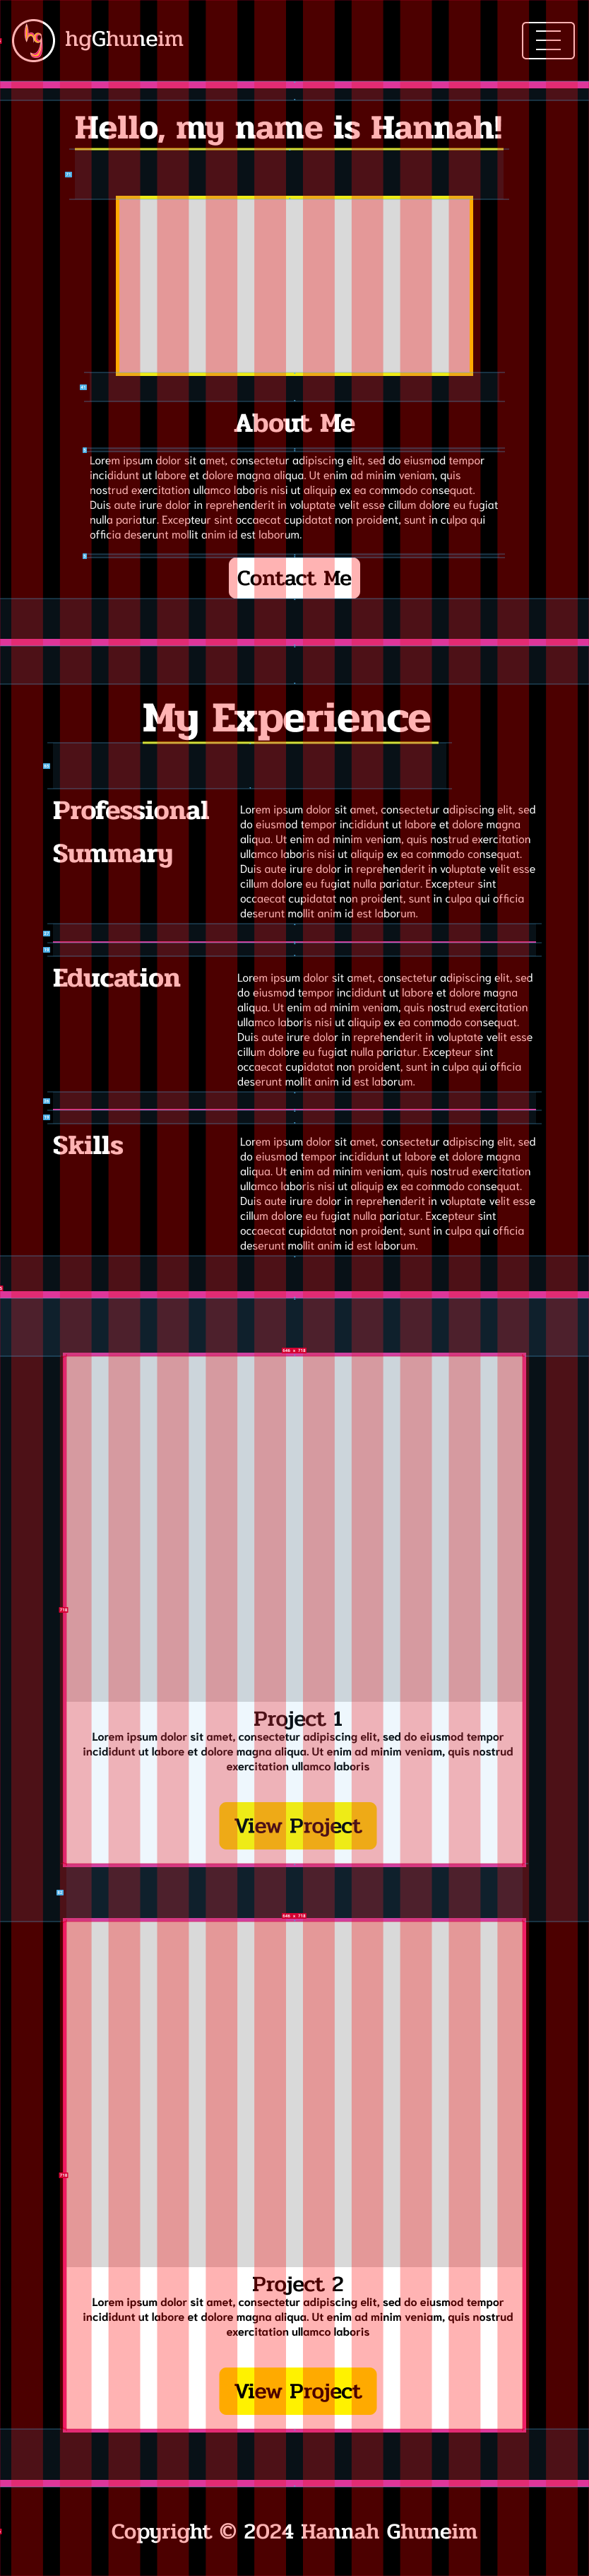 hg
hgGhuneim
Hello, my name is Hannah!
About Me
Lorem ipsum dolor sit amet, consectetur adipiscing elit, sed do eiusmod tempor
incididunt ut labore et dolore magna aliqua. Ut enim ad minim veniam, quis
nostrud exercitation ullamco laboris nisi ut aliquip ex ea commodo consequat.
Duis aute irure dolor in reprehenderit in voluptate velit esse cillum dolore eu fugiat
nulla pariatur. Excepteur sint occaecat cupidatat non proident, sunt in culpa qui
officia deserunt mollit anim id est laborum.
Contact Me
My Experience
Professional
Summary
Lorem ipsum dolor sit amet, consectetur adipiscing elit, sed
do eiusmod tempor incididunt ut labore et dolore magna
aliqua. Ut enim ad minim veniam, quis nostrud exercitation
ullamco laboris nisi ut aliquip ex ea commodo consequat.
Duis aute irure dolor in reprehenderit in voluptate velit esse
cillum dolore eu fugiat nulla pariatur. Excepteur sint
occaecat cupidatat non proident, sunt in culpa qui officia
deserunt mollit anim id est laborum.
Education
Lorem ipsum dolor sit amet, consectetur adipiscing elit, sed
do eiusmod tempor incididunt ut labore et dolore magna
aliqua. Ut enim ad minim veniam, quis nostrud exercitation
ullamco laboris nisi ut aliquip ex ea commodo consequat.
Duis aute irure dolor in reprehenderit in voluptate velit esse
cillum dolore eu fugiat nulla pariatur. Excepteur sint
occaecat cupidatat non proident, sunt in culpa qui officia
deserunt mollit anim id est laborum.
Skills
Lorem ipsum dolor sit amet, consectetur adipiscing elit, sed
do eiusmod tempor incididunt ut labore et dolore magna
aliqua. Ut enim ad minim veniam, quis nostrud exercitation
ullamco laboris nisi ut aliquip ex ea commodo consequat.
Duis aute irure dolor in reprehenderit in voluptate velit esse
cillum dolore eu fugiat nulla pariatur. Excepteur sint
occaecat cupidatat non proident, sunt in culpa qui officia
deserunt mollit anim id est laborum.
Project 1
Lorem ipsum dolor sit amet, consectetur adipiscing elit, sed do eiusmod tempor
incididunt ut labore et dolore magna aliqua. Ut enim ad minim veniam, quis nostrud
exercitation ullamco laboris
View Project
Project 2
Lorem ipsum dolor sit amet, consectetur adipiscing elit, sed do eiusmod tempor
incididunt ut labore et dolore magna aliqua. Ut enim ad minim veniam, quis nostrud
exercitation ullamco laboris
View Project
Copyright © 2024 Hannah Ghuneim